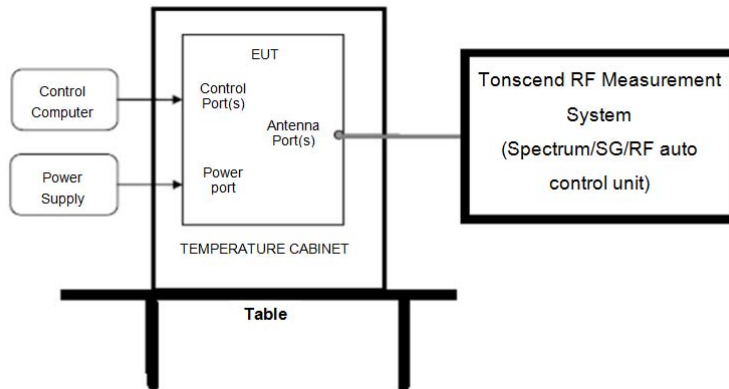 EUT
Control
Computer
Control
Port(s)
Antenna
Port(s)
Power
Supply
Power
port
TEMPERATURE CABINET
Table
Tonscend RF Measurement
System
(Spectrum/SG/RF auto
control unit)